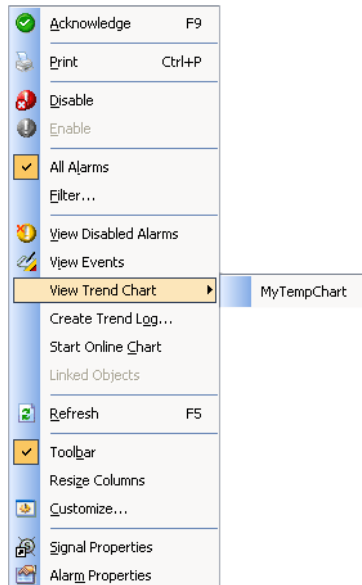 Acknowledge F9
Print Ctrl+P
Disable
Enable
All Alarms
Filter...
View Disabled Alarms
View Events
View Trend Chart MyTempChart
Create Trend Log...
Start Online Chart
Linked Objects
Refresh F5
Toolbar
Resize Columns
Customize...
Signal Properties
Alarm Properties